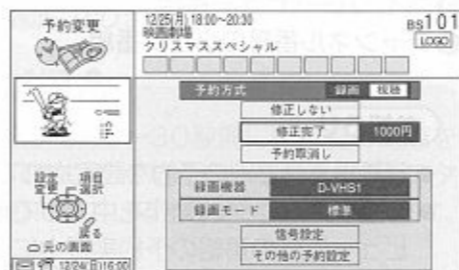 予約変更
12/25(月) 18:00~20:30
映画劇場
クリスマススペシャル
BS101
LOGO
予約方式 録画 視聴
修正しない
修正完了 1000円
予約取消し
録画機器 D-VHS1
録画モード 標準
信号設定
その他の予約設定
設定変更 項目選択
戻る
元の画面
12/24(日)16:00